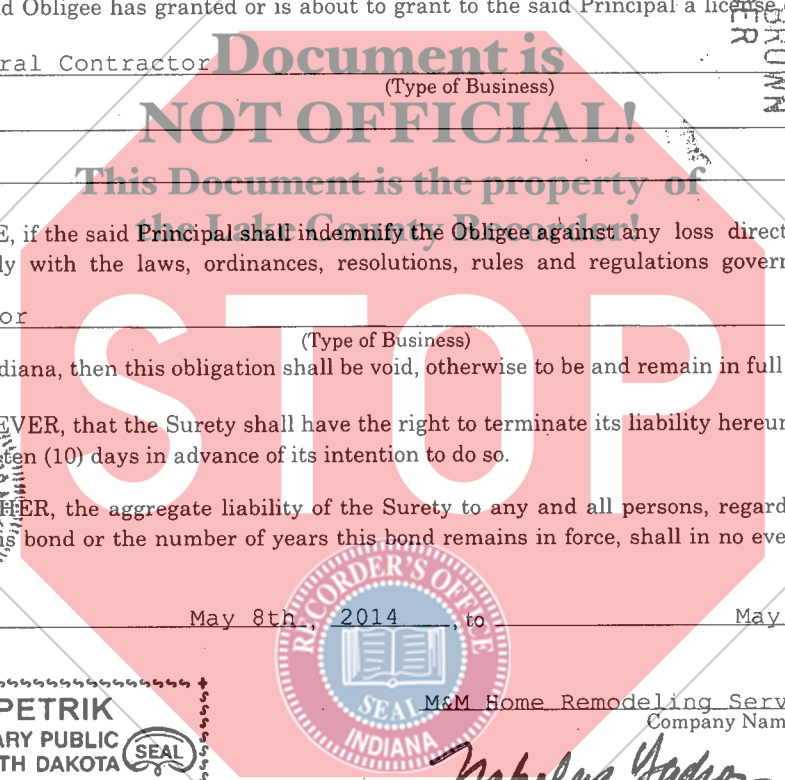 d Obligee has granted or is about to grant to the said Principal a license
ral Contractor
(Type of Business)
Document is
NOT OFFICIAL!
This Document is the property of
the Lake County Recorder!
E, if the said Principal shall indemnify the Obligee against any loss direct
ly with the laws, ordinances, resolutions, rules and regulations govern
or
(Type of Business)
diana, then this obligation shall be void, otherwise to be and remain in full
STOP
EVER, that the Surety shall have the right to terminate its liability hereun
ten (10) days in advance of its intention to do so.
HER, the aggregate liability of the Surety to any and all persons, regard
is bond or the number of years this bond remains in force, shall in no eve
May 8th, 2014, to May
RECORDER'S OFFICE
SEAL
INDIANA
M&M Home Remodeling Serv
Company Nam
PETRIK
ARY PUBLIC
TH DAKOTA
SEAL
BROWN
ER